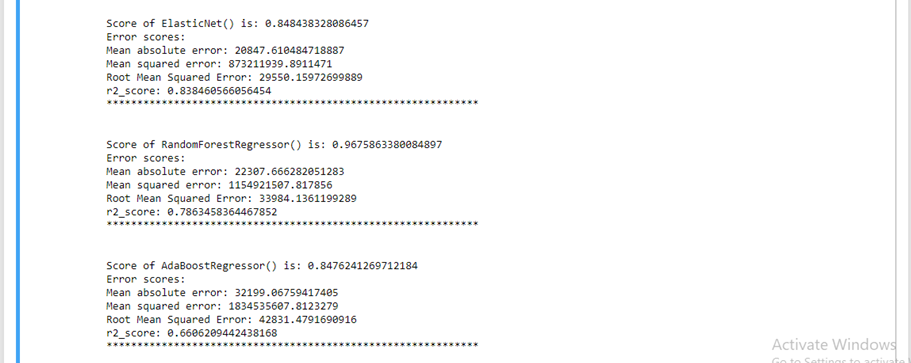 Score of ElasticNet() is: 0.848438328086457
Error scores:
Mean absolute error: 20847.610484718887
Mean squared error: 873211939.8911471
Root Mean Squared Error: 29550.15972699889
r2_score: 0.838460566056454
*************************************************************
Score of RandomForestRegressor() is: 0.9675863380084897
Error scores:
Mean absolute error: 22307.666282051283
Mean squared error: 1154921507.817856
Root Mean Squared Error: 33984.1361199289
r2_score: 0.7863458364467852
*************************************************************
Score of AdaBoostRegressor() is: 0.8476241269712184
Error scores:
Mean absolute error: 32199.06759417405
Mean squared error: 1834535607.8123279
Root Mean Squared Error: 42831.4791690916
r2_score: 0.6606209442438168
*************************************************************
Activate Windows
Go to Settings to activate